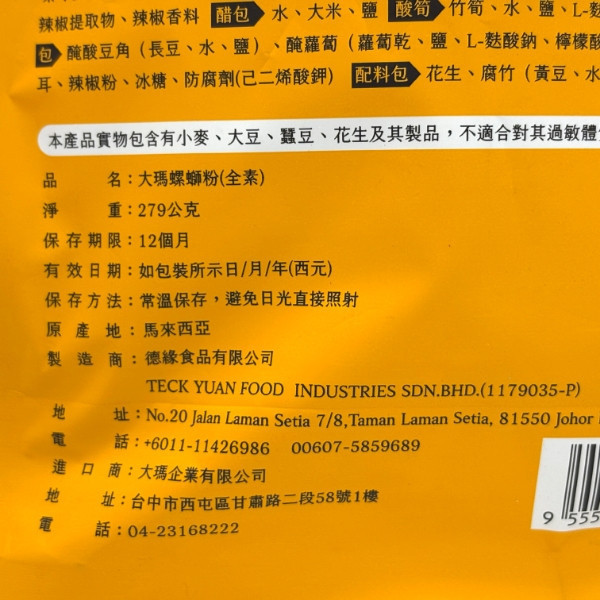 辣椒提取物、辣椒香料 醋包 水、大米、鹽 酸筍 竹筍、水、鹽、L-麩
包 醃酸豆角（長豆、水、鹽）、醃蘿蔔（蘿蔔乾、鹽、L-麩酸鈉、檸檬酸
耳、辣椒粉、冰糖、防腐劑(己二烯酸鉀) 配料包 花生、腐竹（黃豆、水
本產品實物包含有小麥、大豆、蠶豆、花生及其製品，不適合對其過敏體
品名：大瑪螺螄粉(全素)
淨重：279公克
保存期限：12個月
有效日期：如包裝所示日/月/年(西元)
保存方法：常溫保存，避免日光直接照射
原產地：馬來西亞
製造商：德緣食品有限公司
TECK YUAN FOOD INDUSTRIES SDN.BHD.(1179035-P)
地址：No.20 Jalan Laman Setia 7/8,Taman Laman Setia, 81550 Johor
電話：+6011-11426986 00607-5859689
進口商：大瑪企業有限公司
地址：台中市西屯區甘肅路二段58號1樓
電話：04-23168222
9 555